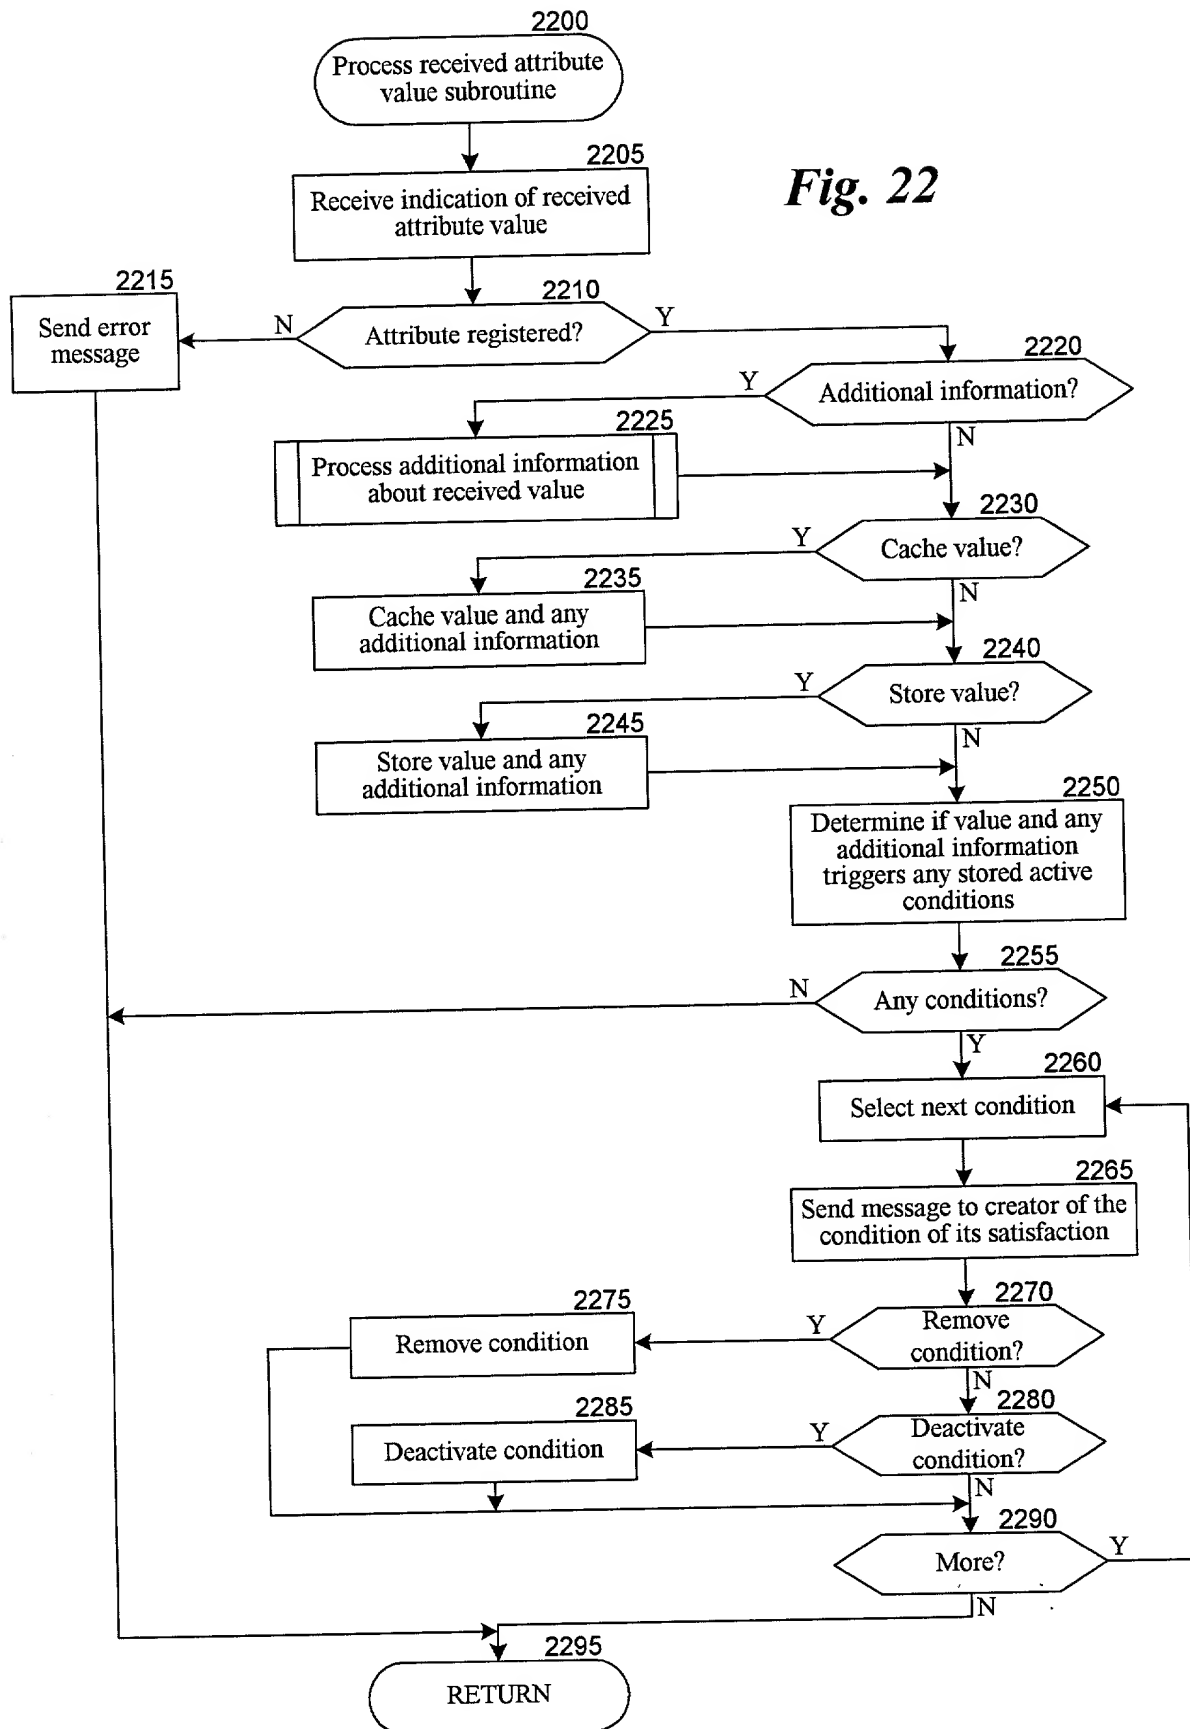 2200
Process received attribute
value subroutine
2205
Receive indication of received
attribute value
Fig. 22
2210
Attribute registered?
N
Y
2215
Send error
message
2220
Additional information?
Y
N
2225
Process additional information
about received value
2230
Cache value?
Y
N
2235
Cache value and any
additional information
2240
Store value?
Y
N
2245
Store value and any
additional information
2250
Determine if value and any
additional information
triggers any stored active
conditions
2255
Any conditions?
N
Y
2260
Select next condition
2265
Send message to creator of the
condition of its satisfaction
2270
Remove
condition?
Y
N
2275
Remove condition
2280
Deactivate
condition?
Y
N
2285
Deactivate condition
2290
More?
Y
N
2295
RETURN